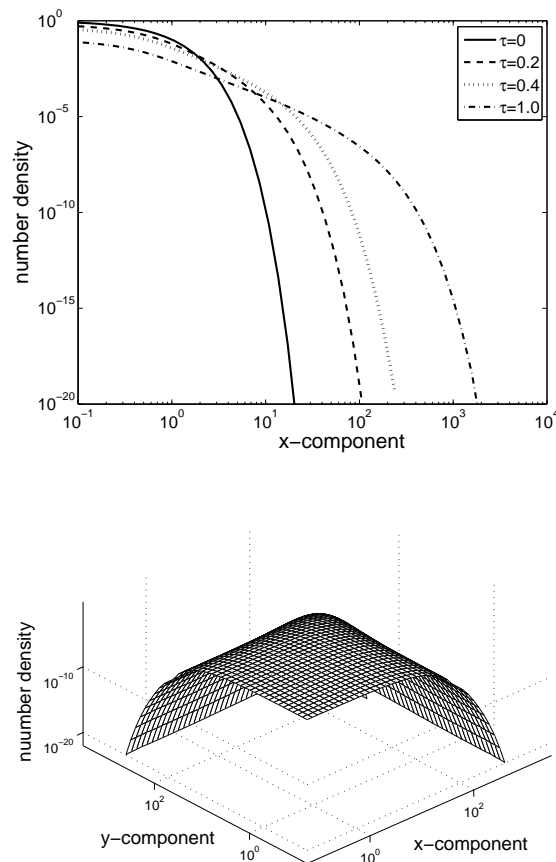 10^0
τ=0
τ=0.2
τ=0.4
τ=1.0
10^−5
number density
10^−10
10^−15
10^−20
10^−1 10^0 10^1 10^2 10^3 10^4
x−component
nuumber density
10^−10
10^−20
10^2 10^2
y−component 10^0 10^0 x−component